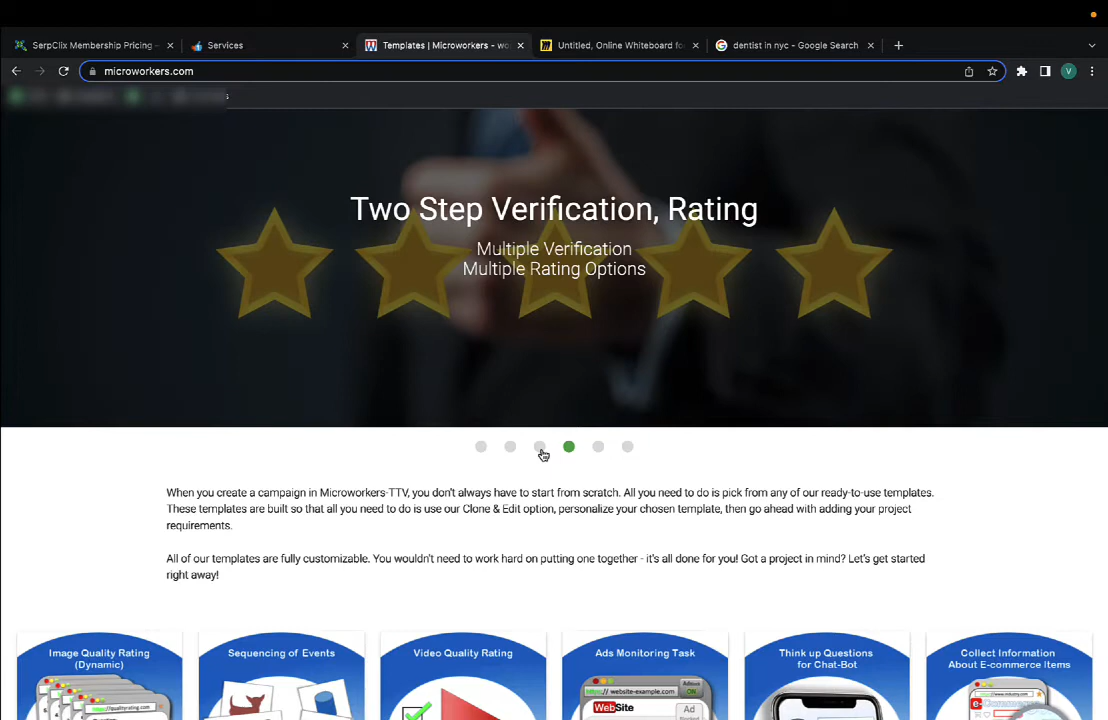 SerpClix Membership Pricing -
Services
Templates | Microworkers - wo
Untitled, Online Whiteboard fo
dentist in nyc - Google Search
microworkers.com
V
Two Step Verification, Rating
Multiple Verification
Multiple Rating Options
When you create a campaign in Microworkers-TTV, you don't always have to start from scratch. All you need to do is pick from any of our ready-to-use templates.
These templates are built so that all you need to do is use our Clone & Edit option, personalize your chosen template, then go ahead with adding your project
requirements.
All of our templates are fully customizable. You wouldn't need to work hard on putting one together - it's all done for you! Got a project in mind? Let's get started
right away!
Image Quality Rating
(Dynamic)
Sequencing of Events
Video Quality Rating
Ads Monitoring Task
Think up Questions
for Chat-Bot
Collect Information
About E-commerce Items
https:// website-example.com
WebSite
Ad
ON